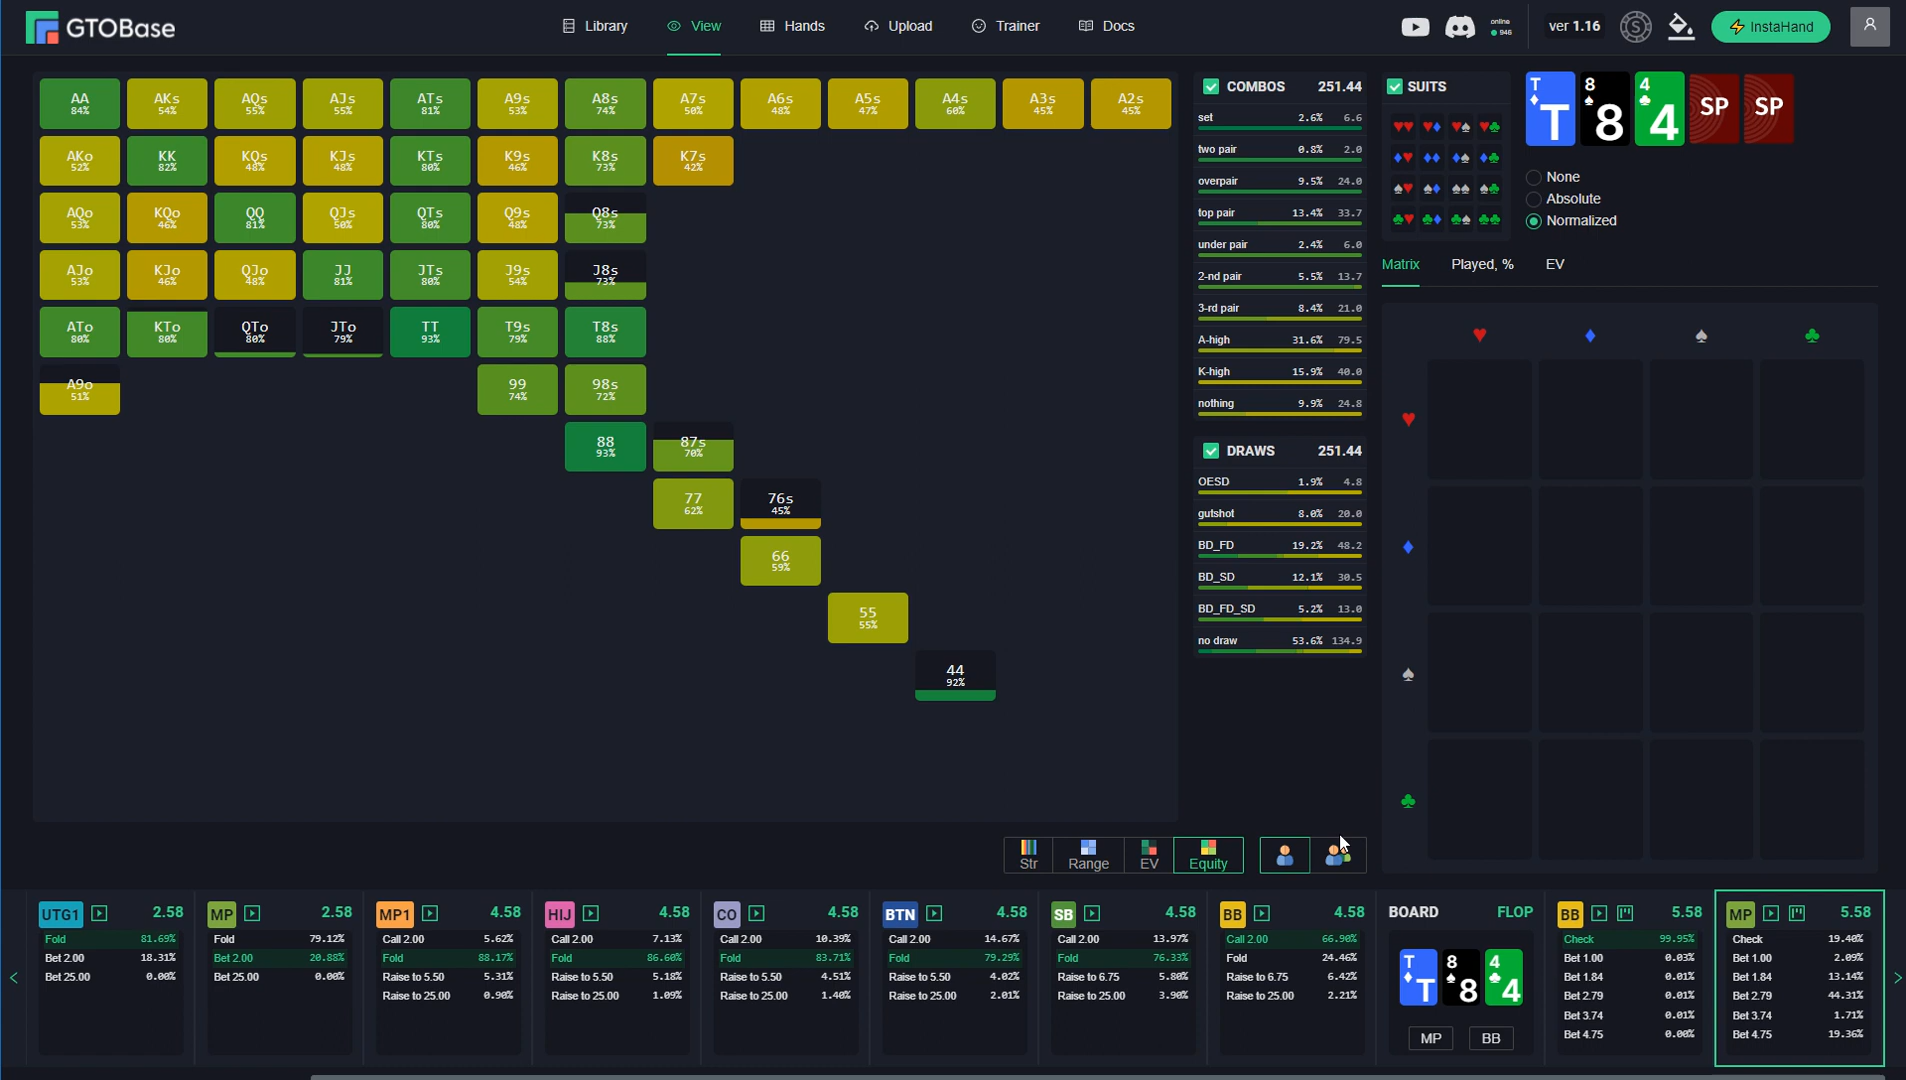 GTOBase
Library View Hands Upload Trainer Docs
online
946
ver 1.16
InstaHand
AA 84% AKs 54% AQs 55% AJs 55% ATs 81% A9s 53% A8s 74% A7s 50% A6s 48% A5s 47% A4s 60% A3s 45% A2s 45%
AKo 52% KK 82% KQs 48% KJs 48% KTs 80% K9s 46% K8s 73% K7s 42%
AQo 53% KQo 46% QQ 81% QJs 50% QTs 80% Q9s 48% Q8s 73%
AJo 53% KJo 46% QJo 48% JJ 81% JTs 80% J9s 54% J8s 73%
ATo 80% KTo 80% QTo 80% JTo 79% TT 93% T9s 79% T8s 88%
A9o 51% 99 74% 98s 72%
88 93% 87s 70%
77 62% 76s 45%
66 59%
55 55%
44 92%
COMBOS 251.44
set 2.6% 6.6
two pair 0.8% 2.0
overpair 9.5% 24.0
top pair 13.4% 33.7
under pair 2.4% 6.0
2-nd pair 5.5% 13.7
3-rd pair 8.4% 21.0
A-high 31.6% 79.5
K-high 15.9% 40.0
nothing 9.9% 24.8
DRAWS 251.44
OESD 1.9% 4.8
gutshot 8.0% 20.0
BD_FD 19.2% 48.2
BD_SD 12.1% 30.5
BD_FD_SD 5.2% 13.0
no draw 53.6% 134.9
SUITS
T T 8 8 4 4 SP SP
None
Absolute
Normalized
Matrix Played, % EV
Str Range EV Equity
UTG1 2.58
Fold 81.69%
Bet 2.00 18.31%
Bet 25.00 0.00%
MP 2.58
Fold 79.12%
Bet 2.00 20.88%
Bet 25.00 0.00%
MP1 4.58
Call 2.00 5.62%
Fold 88.17%
Raise to 5.50 5.31%
Raise to 25.00 0.90%
HIJ 4.58
Call 2.00 7.13%
Fold 86.60%
Raise to 5.50 5.18%
Raise to 25.00 1.09%
CO 4.58
Call 2.00 10.39%
Fold 83.71%
Raise to 5.50 4.51%
Raise to 25.00 1.40%
BTN 4.58
Call 2.00 14.67%
Fold 79.29%
Raise to 5.50 4.02%
Raise to 25.00 2.01%
SB 4.58
Call 2.00 13.97%
Fold 76.33%
Raise to 6.75 5.80%
Raise to 25.00 3.90%
BB 4.58
Call 2.00 66.90%
Fold 24.46%
Raise to 6.75 6.42%
Raise to 25.00 2.21%
BOARD FLOP
T T 8 8 4 4
MP BB
BB 5.58
Check 99.95%
Bet 1.00 0.03%
Bet 1.84 0.01%
Bet 2.79 0.01%
Bet 3.74 0.01%
Bet 4.75 0.00%
MP 5.58
Check 19.40%
Bet 1.00 2.09%
Bet 1.84 13.14%
Bet 2.79 44.31%
Bet 3.74 1.71%
Bet 4.75 19.36%